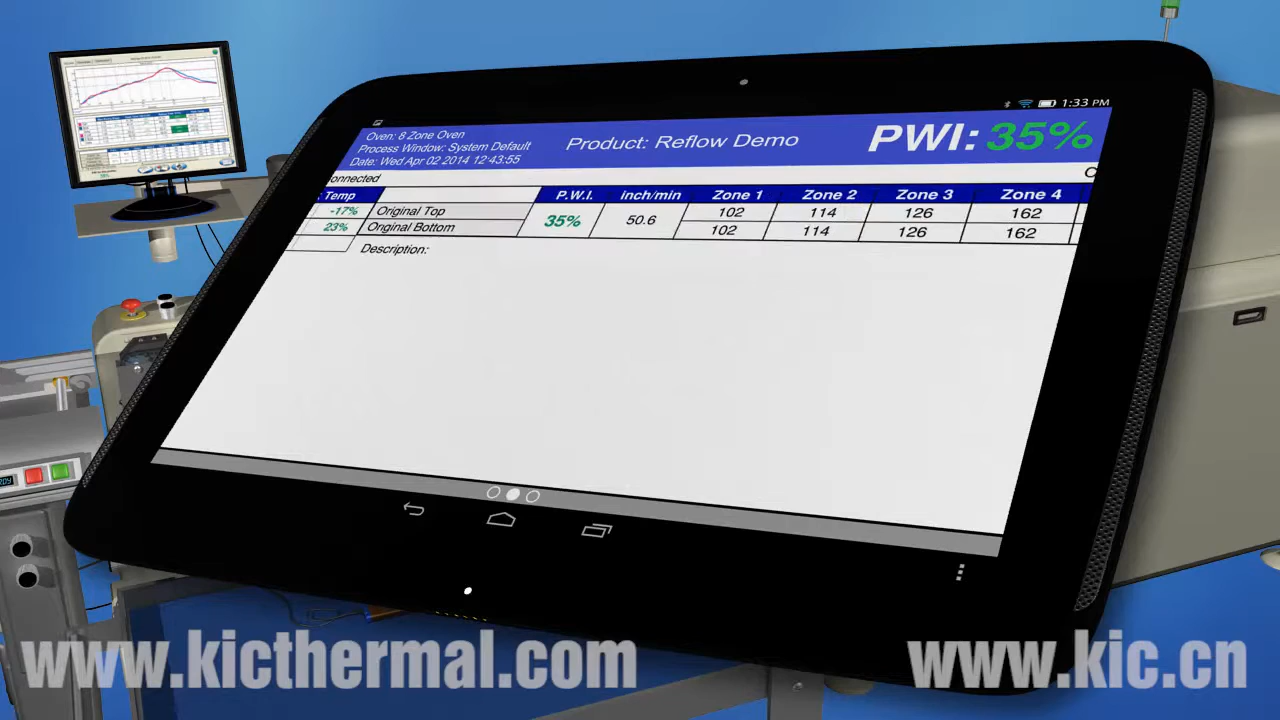 1:33 PM
Oven: 8 Zone Oven
Process Window: System Default
Date: Wed Apr 02 2014 12:43:55
Product: Reflow Demo
PWI: 35%
onnected
Temp P.W.I. inch/min Zone 1 Zone 2 Zone 3 Zone 4
-17% Original Top 35% 50.6 102 114 126 162
23% Original Bottom 102 114 126 162
Description:
www.kicthermal.com
www.kic.cn